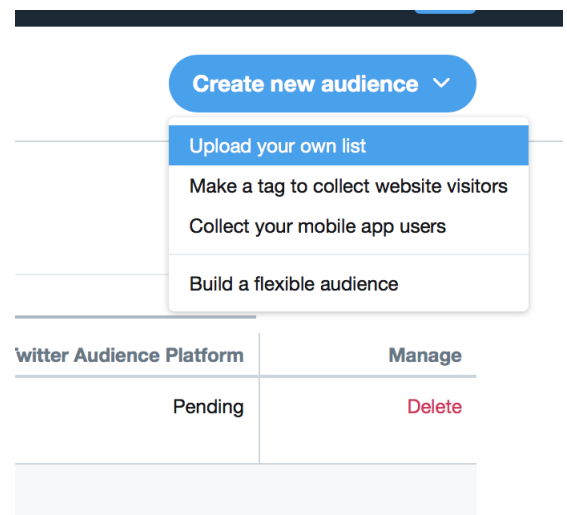 Create new audience
Upload your own list
Make a tag to collect website visitors
Collect your mobile app users
Build a flexible audience
witter Audience Platform
Manage
Pending
Delete